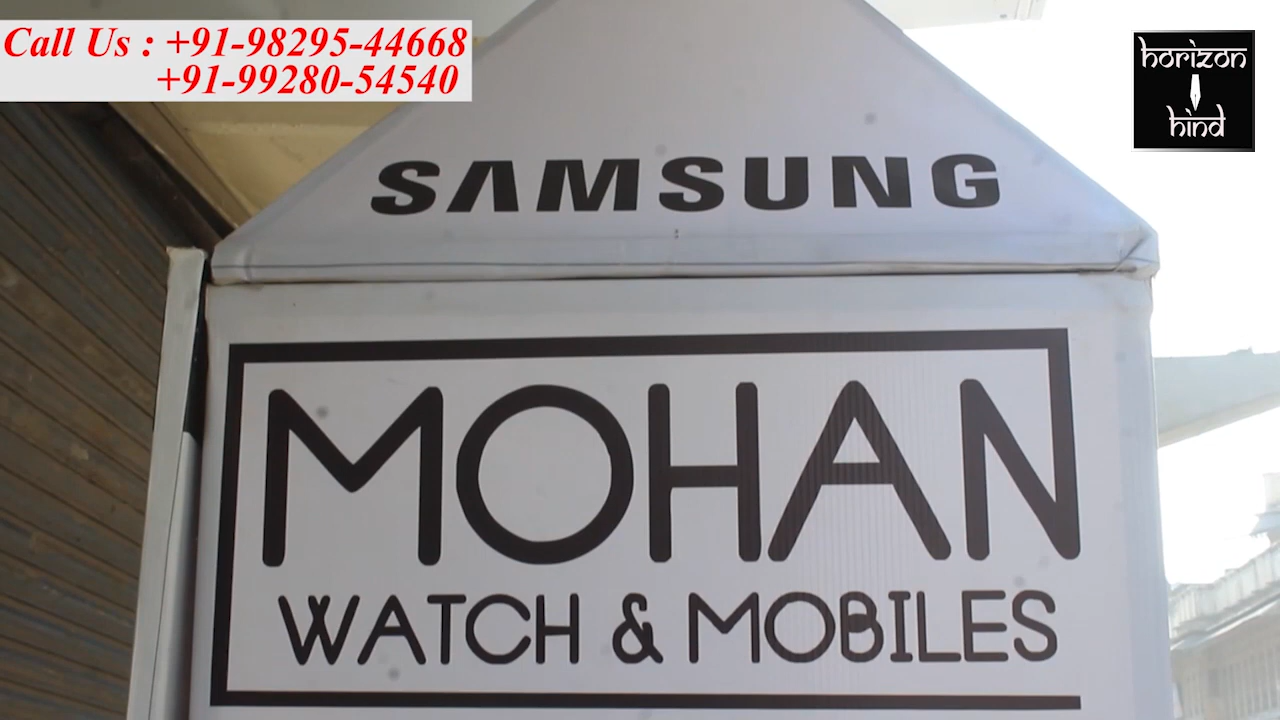 Call Us : +91-98295-44668
+91-99280-54540
horizon
hind
SAMSUNG
MOHAN
WATCH & MOBILES